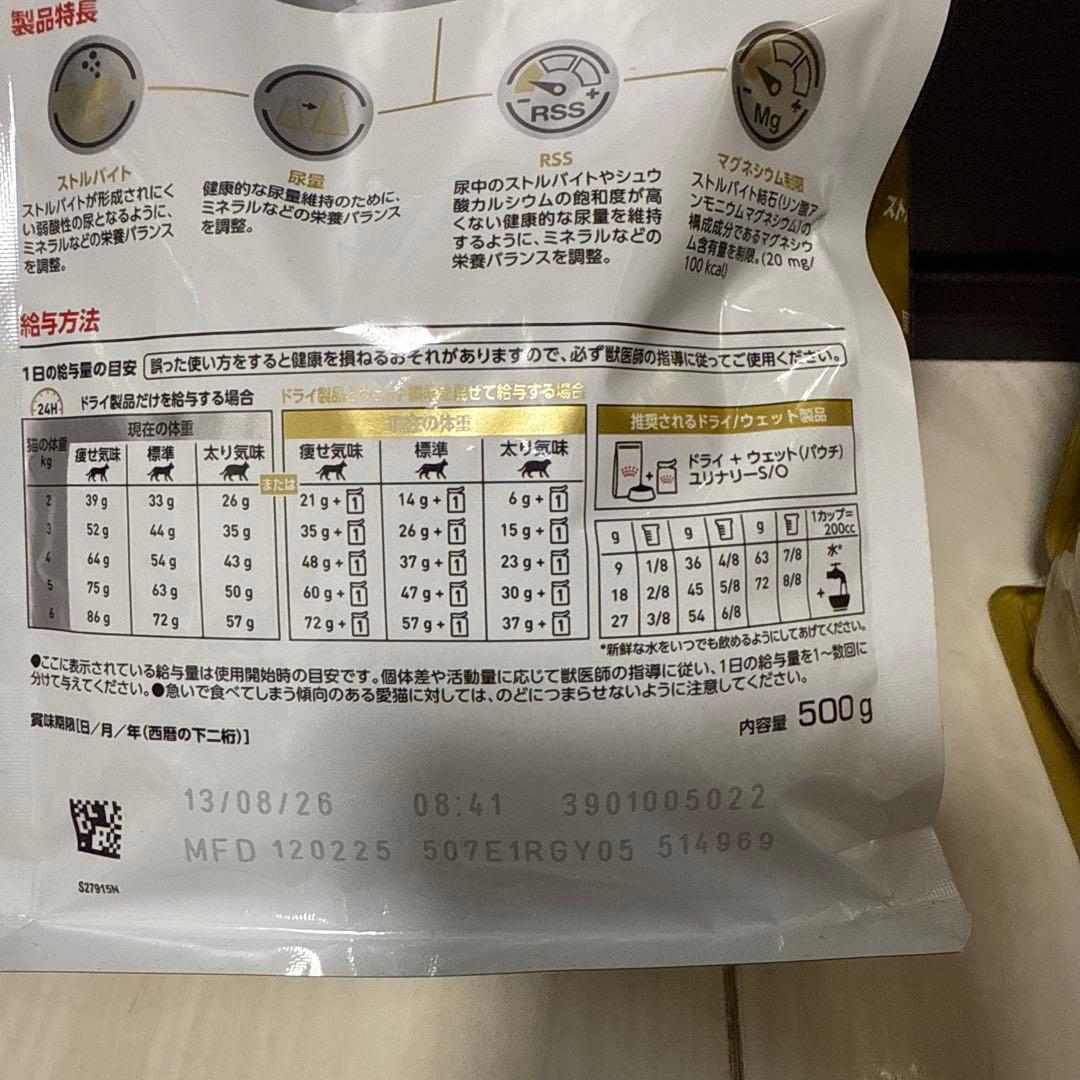 製品特長
RSS
Mg
ストルバイト
ストルバイトが形成されにく
い弱酸性の尿となるように、
ミネラルなどの栄養バランス
を調整。
尿量
健康的な尿量維持のために、
ミネラルなどの栄養バランス
を調整。
RSS
尿中のストルバイトやシュウ
酸カルシウムの飽和度が高
くない健康的な尿量を維持
するように、ミネラルなどの
栄養バランスを調整。
マグネシウム制限
ストルバイト結石(リン酸ア
ンモニウムマグネシウム)の
構成成分であるマグネシウ
ム含有量を制限。(20 mg/
100 kcal)
給与方法
1日の給与量の目安 誤った使い方をすると健康を損ねるおそれがありますので、必ず獣医師の指導に従ってご使用ください。
24H ドライ製品だけを給与する場合
猫の体重 kg 現在の体重
痩せ気味 標準 太り気味
2 39 g 33 g 26 g
3 52 g 44 g 35 g
4 64 g 54 g 43 g
5 75 g 63 g 50 g
6 86 g 72 g 57 g
または
ドライ製品とウェット製品を混ぜて給与する場合
現在の体重
痩せ気味 標準 太り気味
21 g + 1 14 g + 1 6 g + 1
35 g + 1 26 g + 1 15 g + 1
48 g + 1 37 g + 1 23 g + 1
60 g + 1 47 g + 1 30 g + 1
72 g + 1 57 g + 1 37 g + 1
推奨されるドライ/ウェット製品
ドライ + ウェット(パウチ)
ユリナリーS/O
g g g 1カップ=
200cc
9 1/8 36 4/8 63 7/8 水*
18 2/8 45 5/8 72 8/8 +
27 3/8 54 6/8
*新鮮な水をいつでも飲めるようにしてあげてください。
●ここに表示されている給与量は使用開始時の目安です。個体差や活動量に応じて獣医師の指導に従い、1日の給与量を1〜数回に
分けて与えてください。●急いで食べてしまう傾向のある愛猫に対しては、のどにつまらせないように注意してください。
賞味期限[日/月/年(西暦の下二桁)]
内容量 500g
13/08/26 08:41 3901005022
MFD 120225 507E1RGY05 514969
S27915N